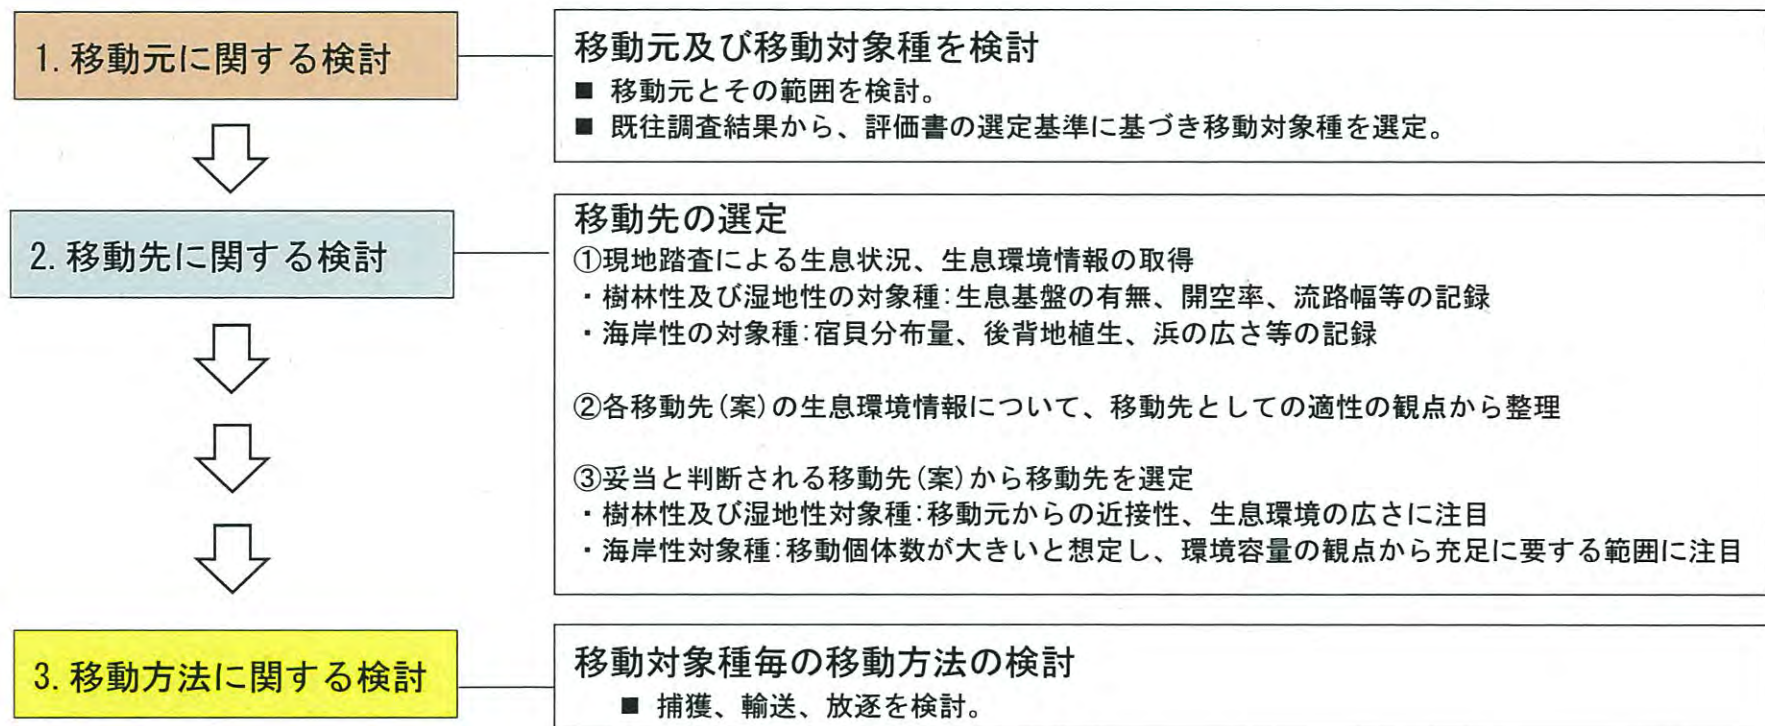 1. 移動元に関する検討
移動元及び移動対象種を検討
■ 移動元とその範囲を検討。
■ 既往調査結果から、評価書の選定基準に基づき移動対象種を選定。
2. 移動先に関する検討
移動先の選定
①現地踏査による生息状況、生息環境情報の取得
・樹林性及び湿地性の対象種:生息基盤の有無、開空率、流路幅等の記録
・海岸性の対象種:宿貝分布量、後背地植生、浜の広さ等の記録
②各移動先(案)の生息環境情報について、移動先としての適性の観点から整理
③妥当と判断される移動先(案)から移動先を選定
・樹林性及び湿地性対象種:移動元からの近接性、生息環境の広さに注目
・海岸性対象種:移動個体数が大きいと想定し、環境容量の観点から充足に要する範囲に注目
3. 移動方法に関する検討
移動対象種毎の移動方法の検討
■ 捕獲、輸送、放逐を検討。